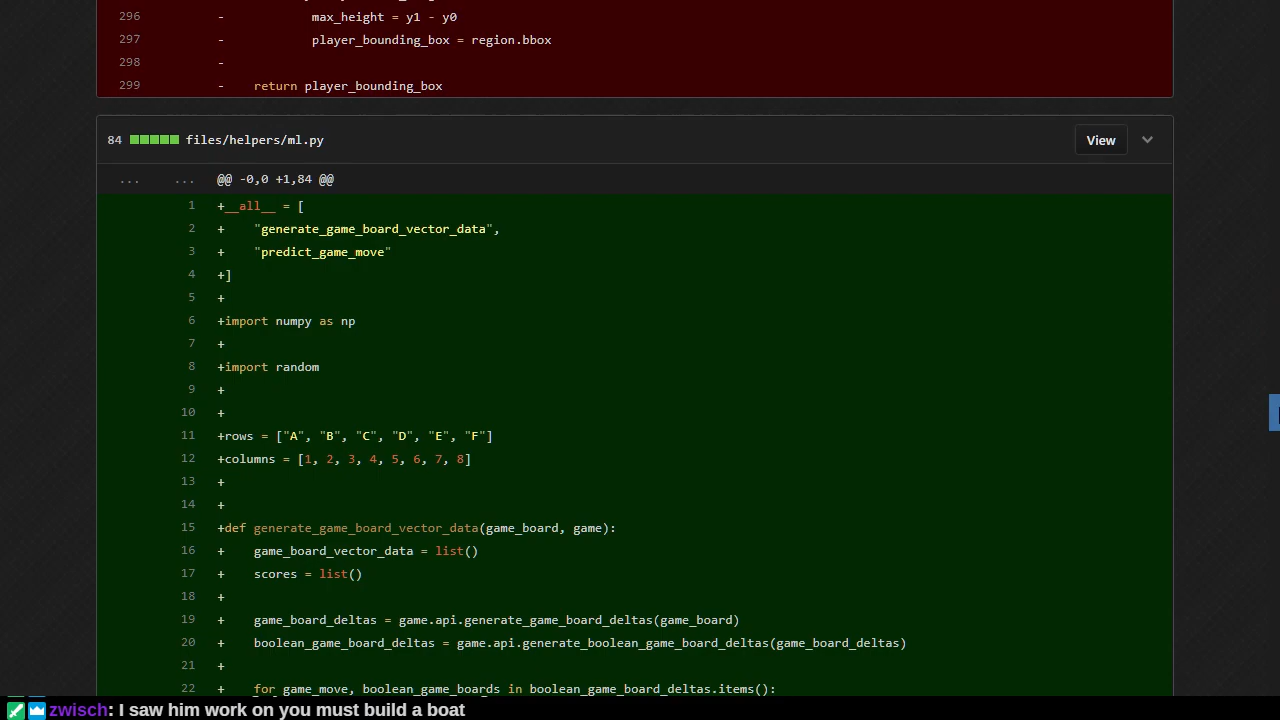 296 - max_height = y1 - y0
297 - player_bounding_box = region.bbox
298 -
299 - return player_bounding_box
84 files/helpers/ml.py View
... ... @@ -0,0 +1,84 @@
1 +__all__ = [
2 + "generate_game_board_vector_data",
3 + "predict_game_move"
4 +]
5 +
6 +import numpy as np
7 +
8 +import random
9 +
10 +
11 +rows = ["A", "B", "C", "D", "E", "F"]
12 +columns = [1, 2, 3, 4, 5, 6, 7, 8]
13 +
14 +
15 +def generate_game_board_vector_data(game_board, game):
16 + game_board_vector_data = list()
17 + scores = list()
18 +
19 + game_board_deltas = game.api.generate_game_board_deltas(game_board)
20 + boolean_game_board_deltas = game.api.generate_boolean_game_board_deltas(game_board_deltas)
21 +
22 + for game_move, boolean_game_boards in boolean_game_board_deltas.items():
zwisch: I saw him work on you must build a boat